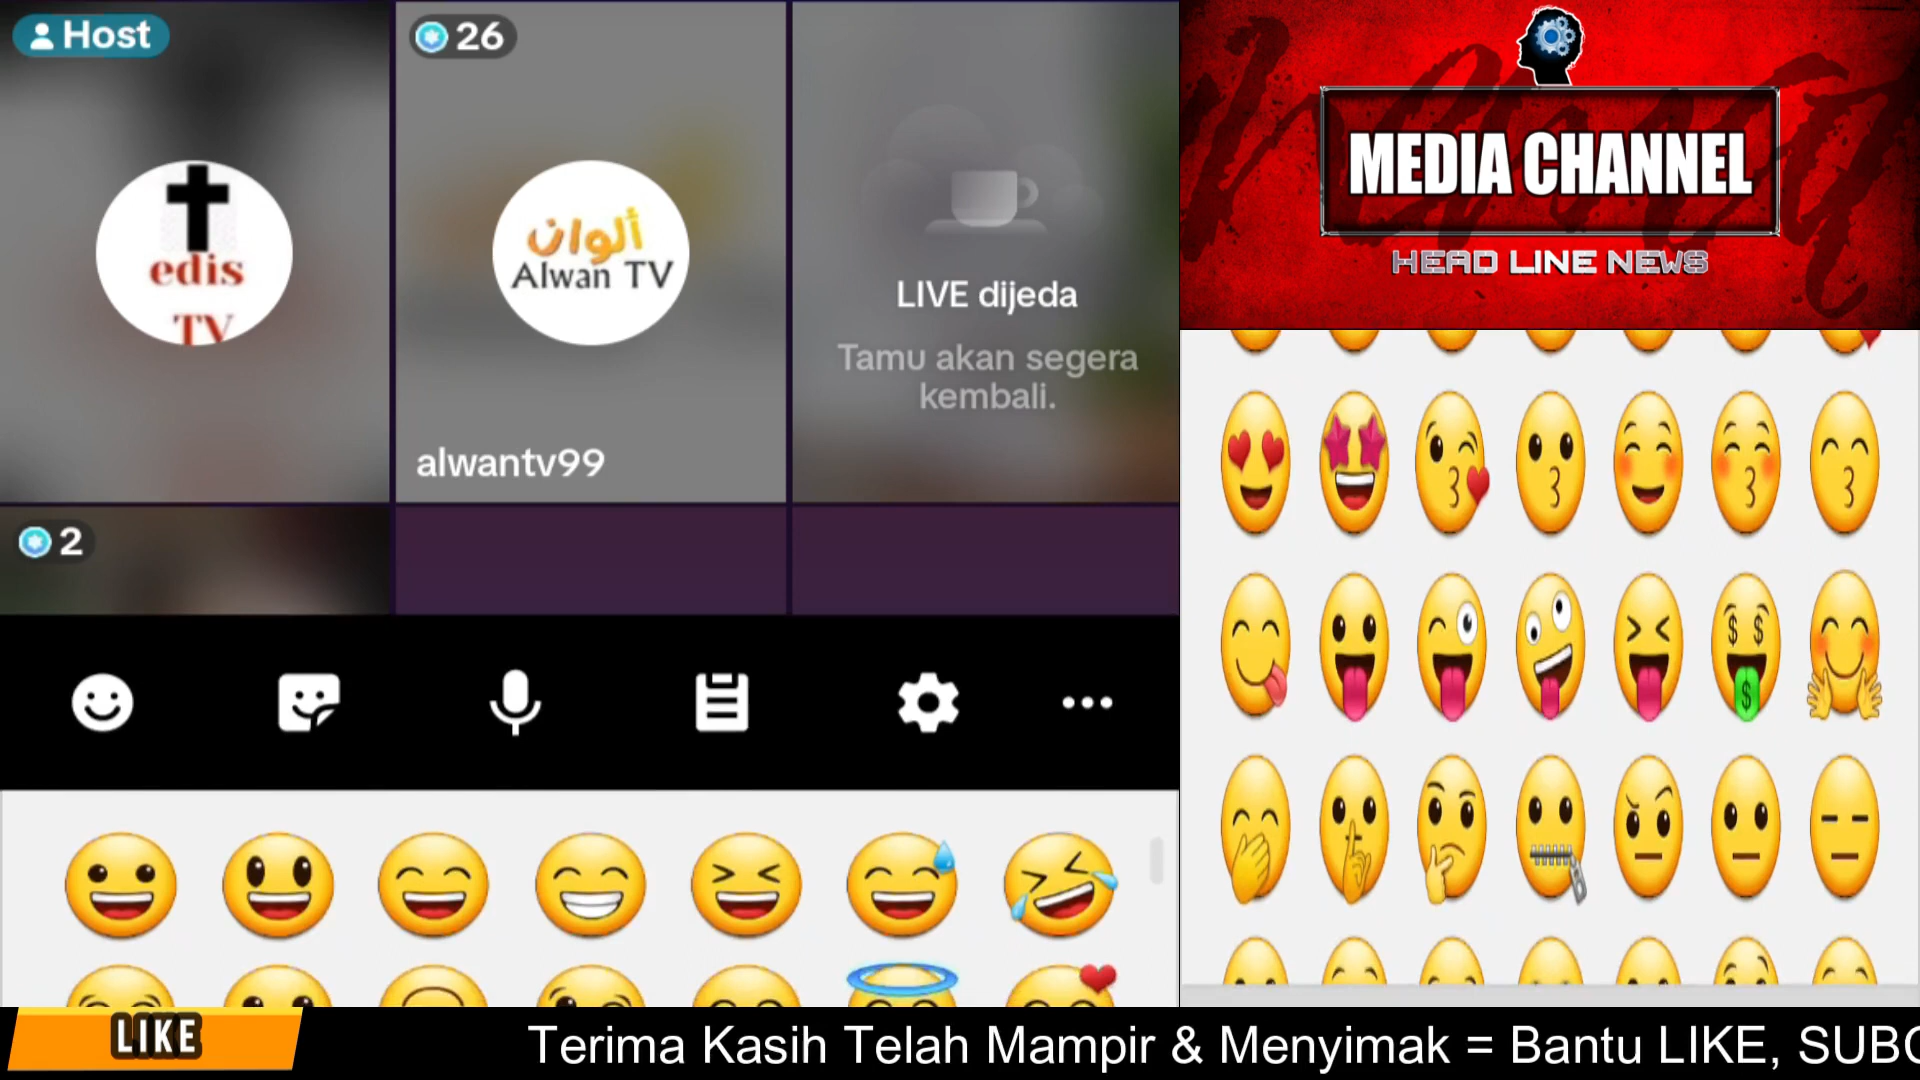 Host
edis
TV
26
ألوان
Alwan TV
alwantv99
LIVE dijeda
Tamu akan segera
kembali.
2
MEDIA CHANNEL
HEAD LINE NEWS
LIKE
Terima Kasih Telah Mampir & Menyimak = Bantu LIKE, SUBC